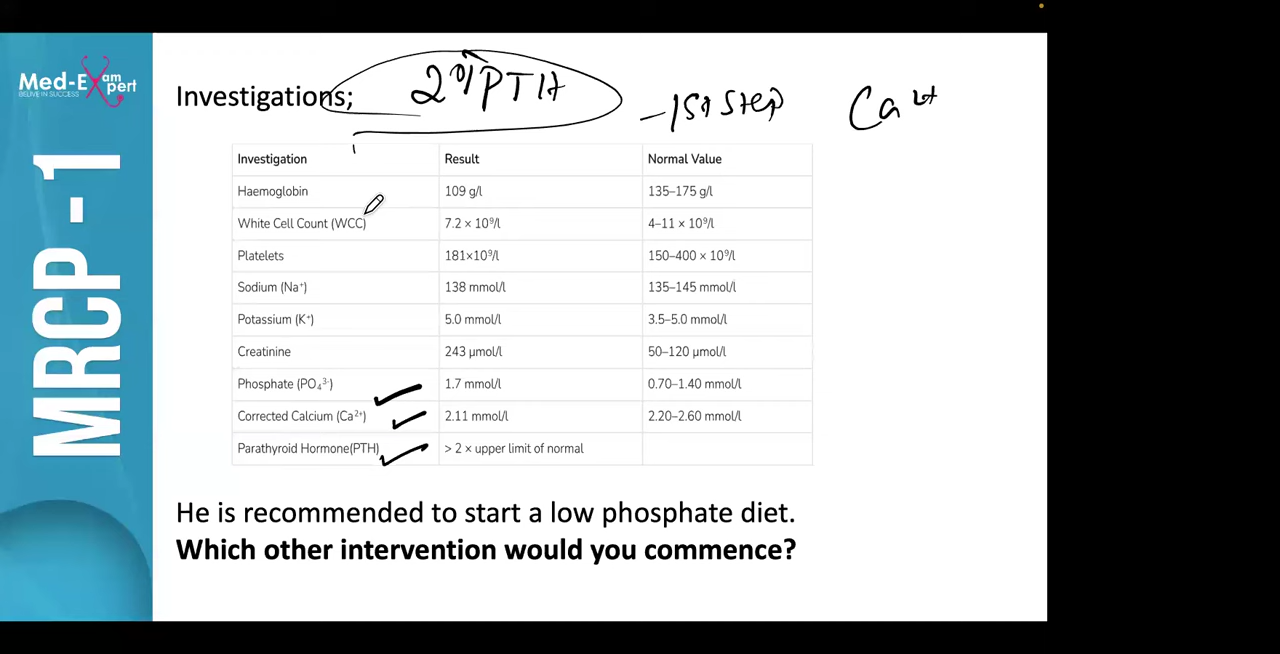 Med-Expert
BELIVE IN SUCCESS
MRCP - 1
Investigations;
2° PTH
- 1st step
Ca2+
Investigation Result Normal Value
Haemoglobin 109 g/l 135–175 g/l
White Cell Count (WCC) 7.2 × 10⁹/l 4–11 × 10⁹/l
Platelets 181×10⁹/l 150–400 × 10⁹/l
Sodium (Na⁺) 138 mmol/l 135–145 mmol/l
Potassium (K⁺) 5.0 mmol/l 3.5–5.0 mmol/l
Creatinine 243 µmol/l 50–120 µmol/l
Phosphate (PO₄³⁻) 1.7 mmol/l 0.70–1.40 mmol/l
Corrected Calcium (Ca²⁺) 2.11 mmol/l 2.20–2.60 mmol/l
Parathyroid Hormone(PTH) > 2 × upper limit of normal
He is recommended to start a low phosphate diet.
Which other intervention would you commence?